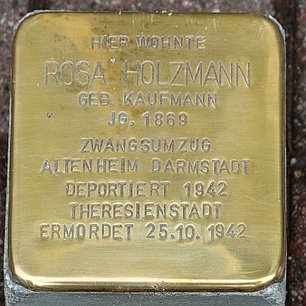 HIER WOHNTE
ROSA HOLZMANN
GEB. KAUFMANN
JG. 1869
ZWANGSUMZUG
ALTENHEIM DARMSTADT
DEPORTIERT 1942
THERESIENSTADT
ERMORDET 25.10.1942